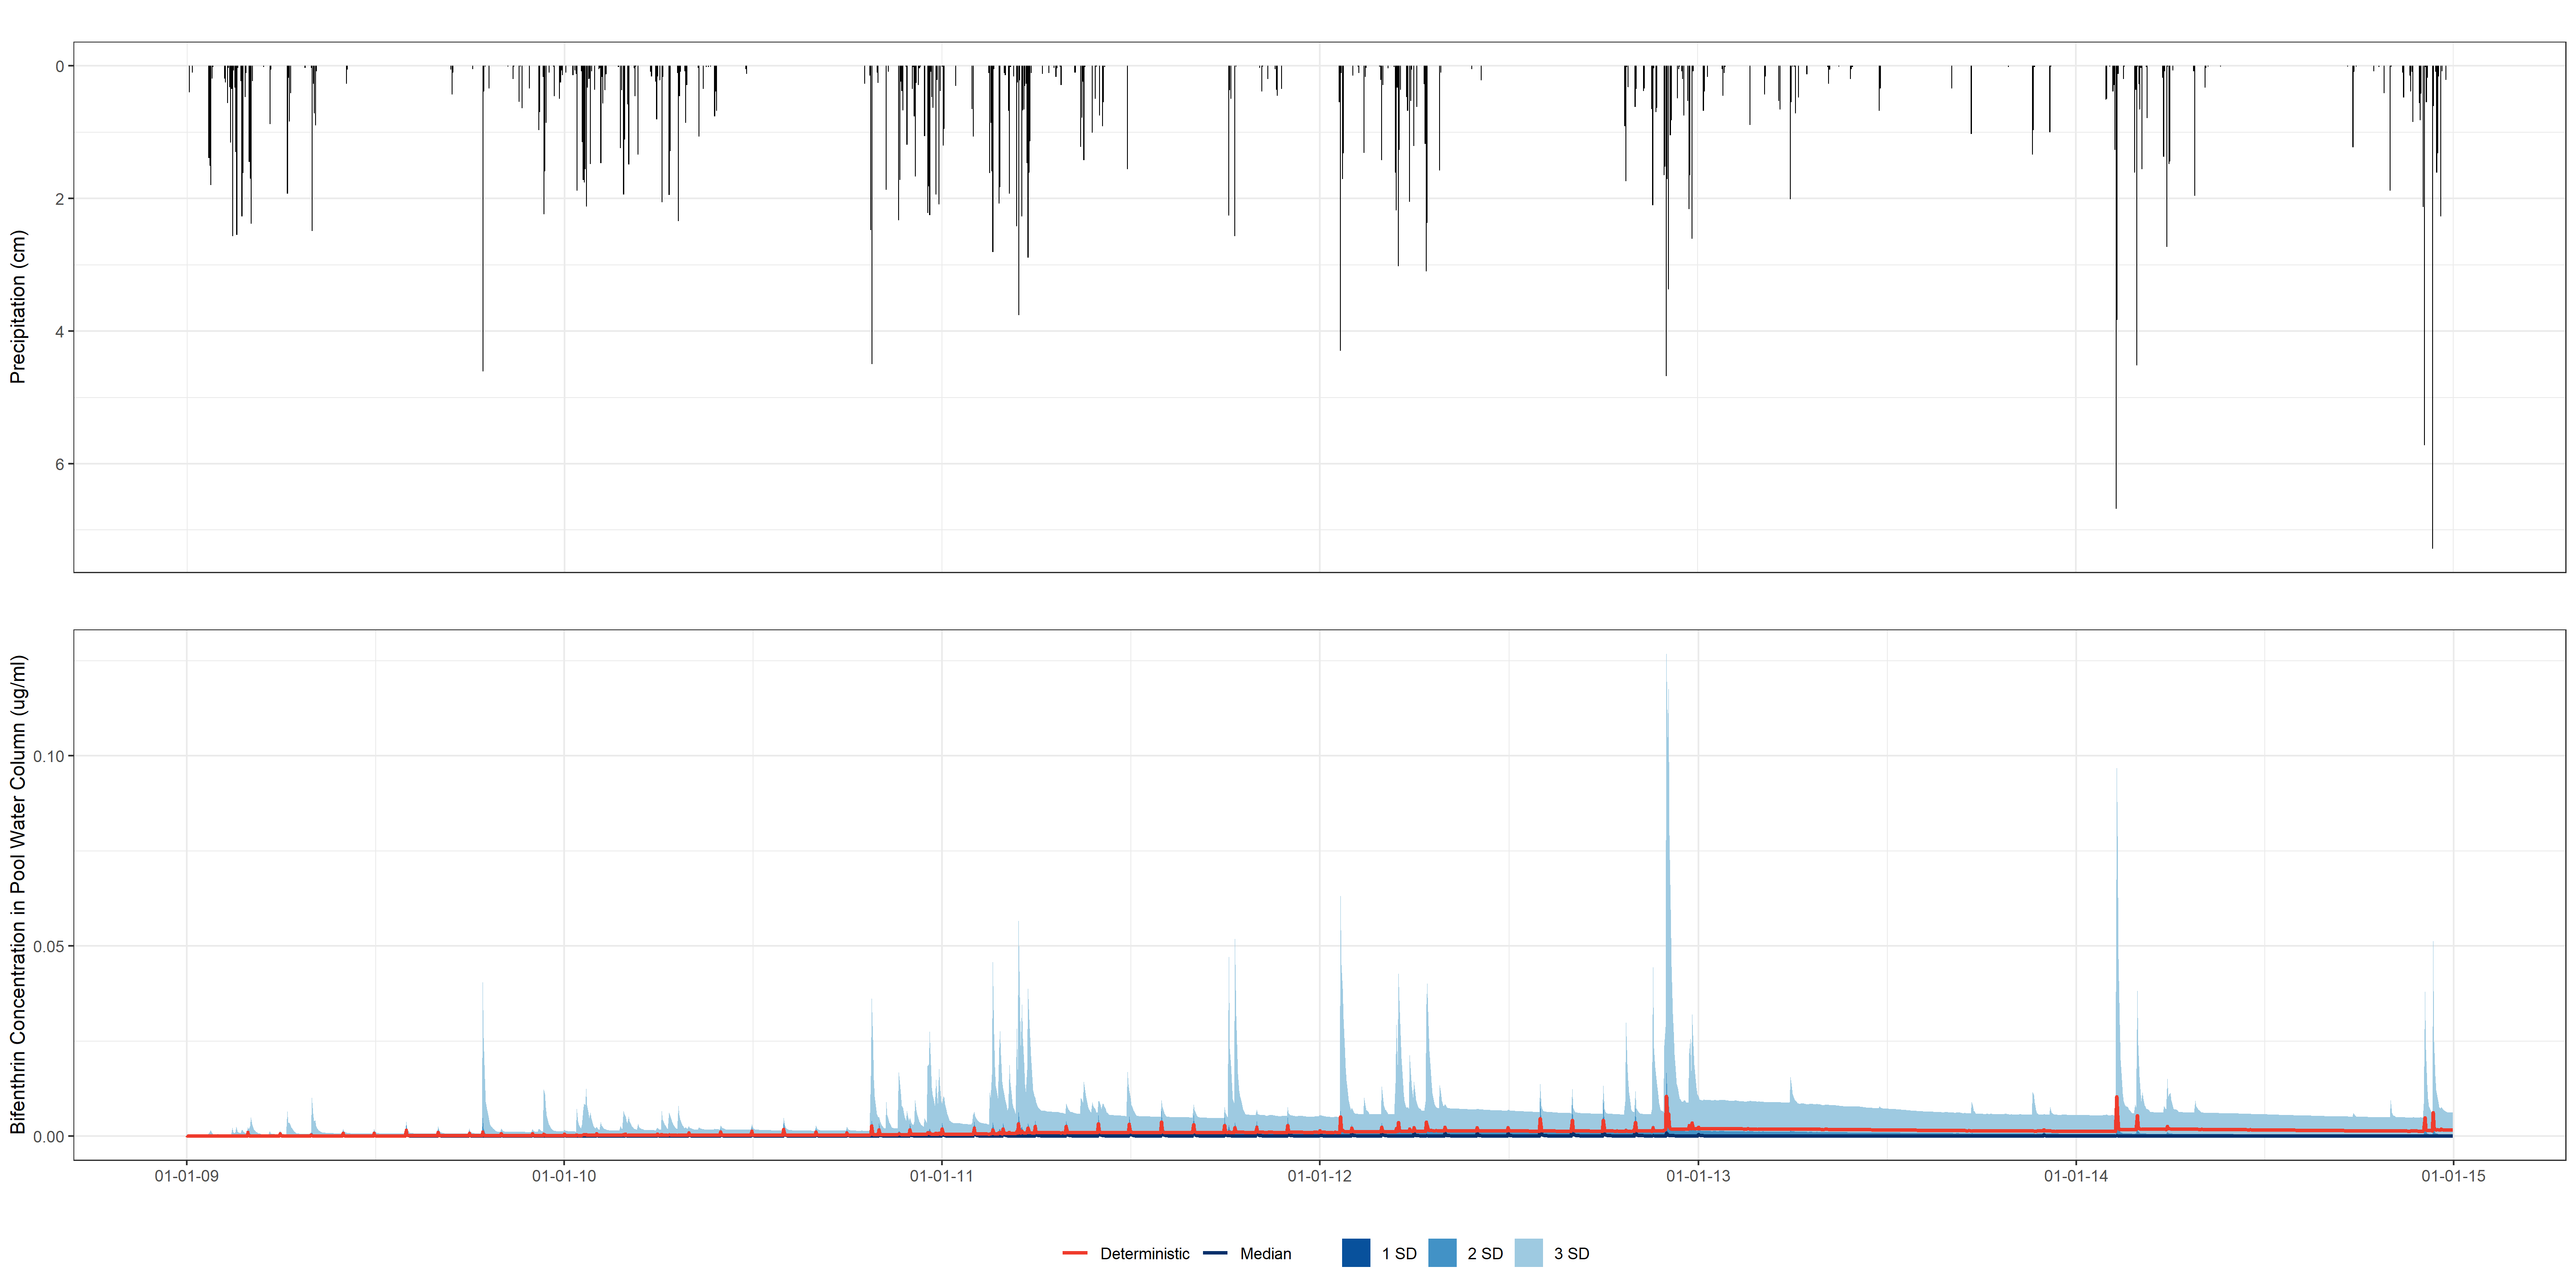 Precipitation (cm)
0
2
4
6
Bifenthrin Concentration in Pool Water Column (ug/ml)
0.10
0.05
0.00
01-01-09 01-01-10 01-01-11 01-01-12 01-01-13 01-01-14 01-01-15
Deterministic Median 1 SD 2 SD 3 SD